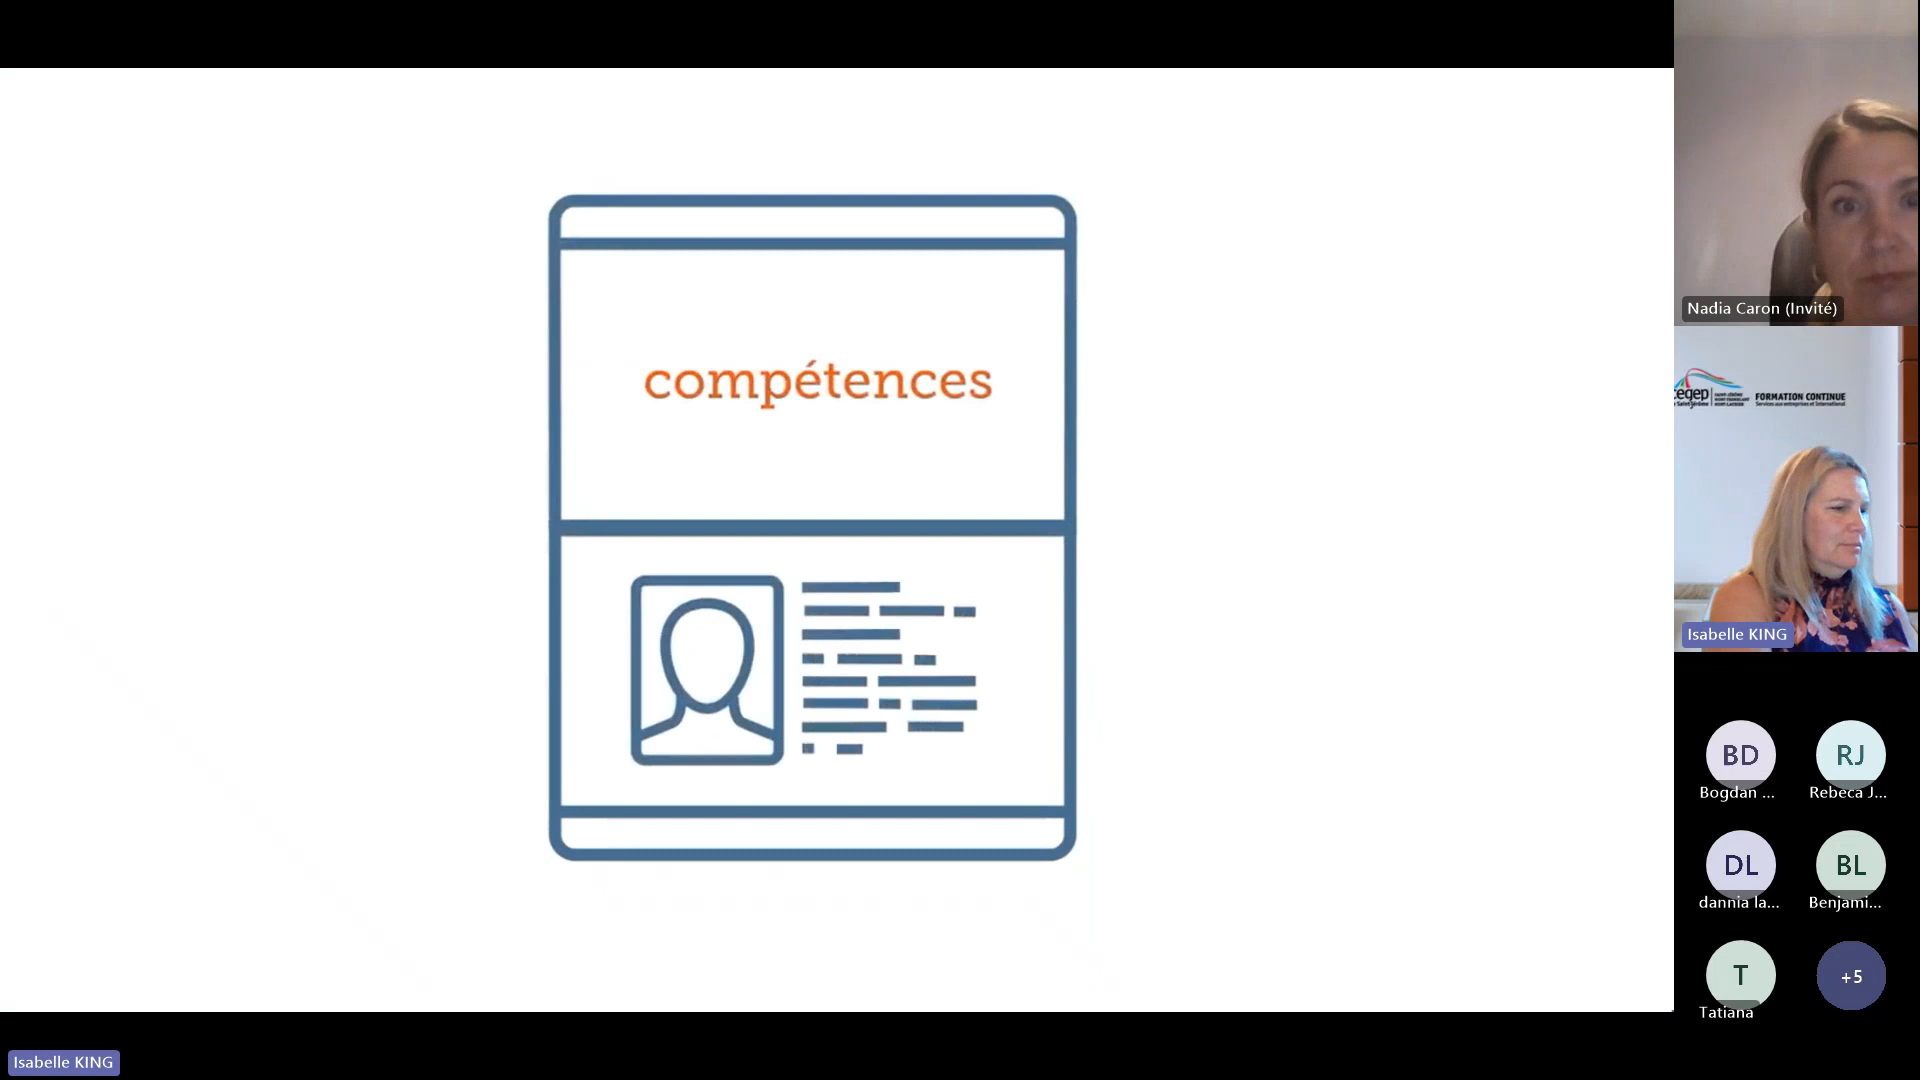 compétences
Nadia Caron (Invité)
cegep
FORMATION CONTINUE
Isabelle KING
BD
Bogdan ...
RJ
Rebeca J...
DL
dannia la...
BL
Benjami...
T
Tatiana
+5
Isabelle KING